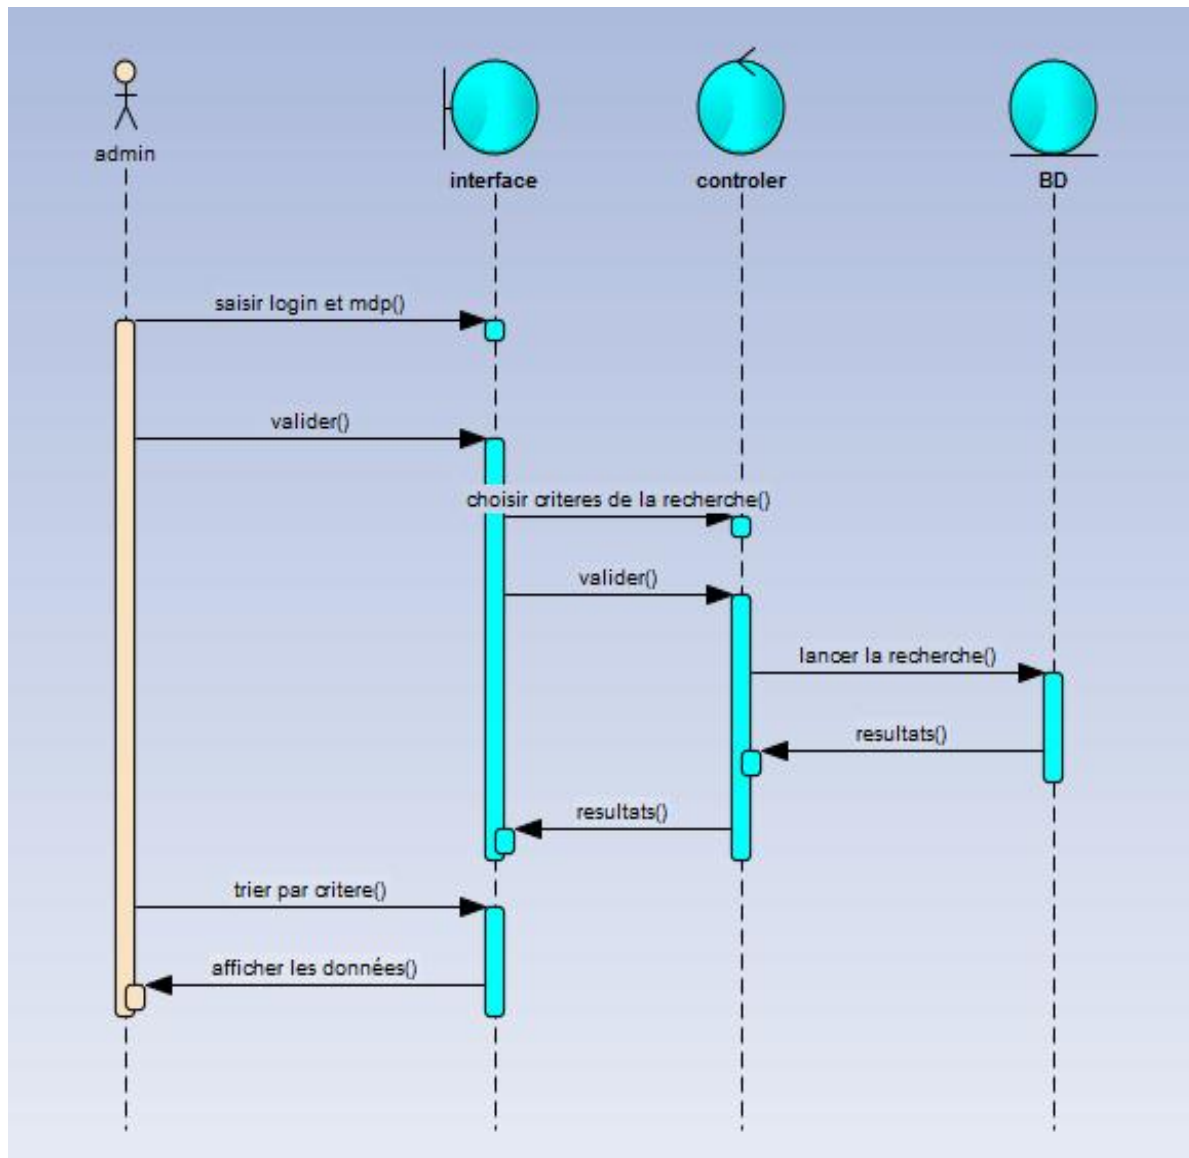 admin
interface
controler
BD
saisir login et mdp()
valider()
choisir criteres de la recherche()
valider()
lancer la recherche()
resultats()
resultats()
trier par critere()
afficher les données()